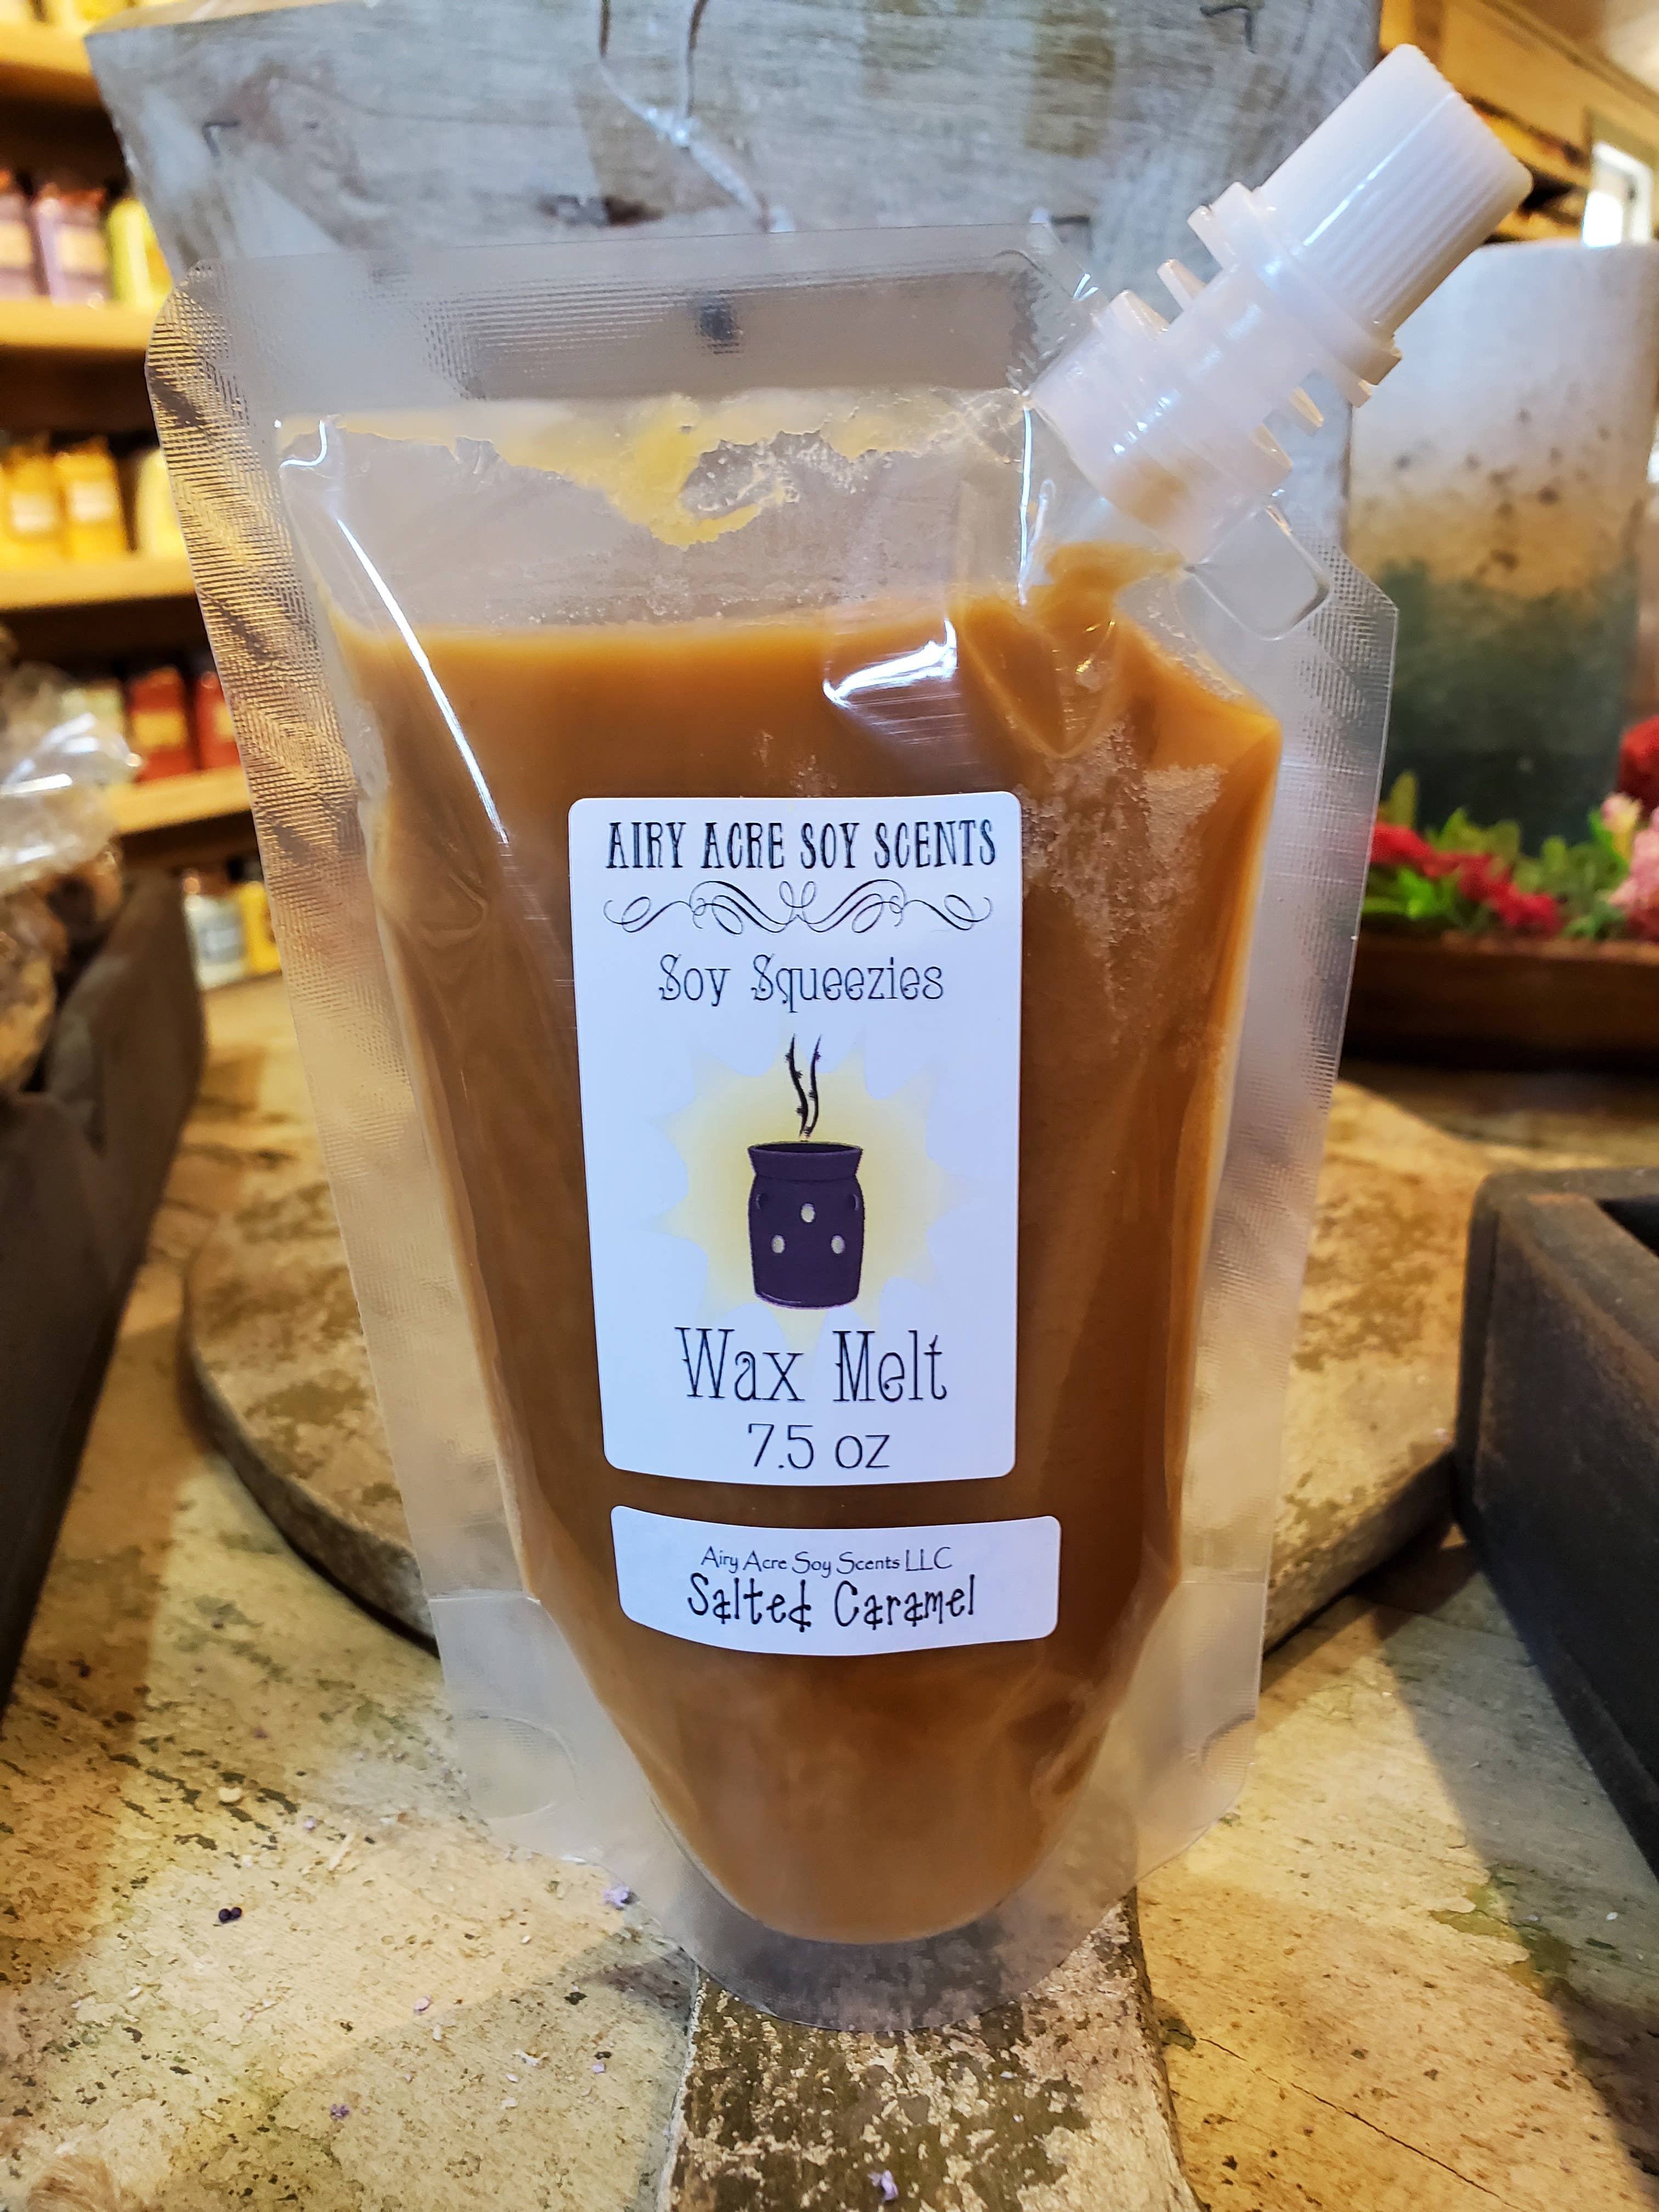 AIRY ACRE SOY SCENTS
Soy Squeezies
Wax Melt
7.5 oz
Airy Acre Soy Scents LLC
Salted Caramel